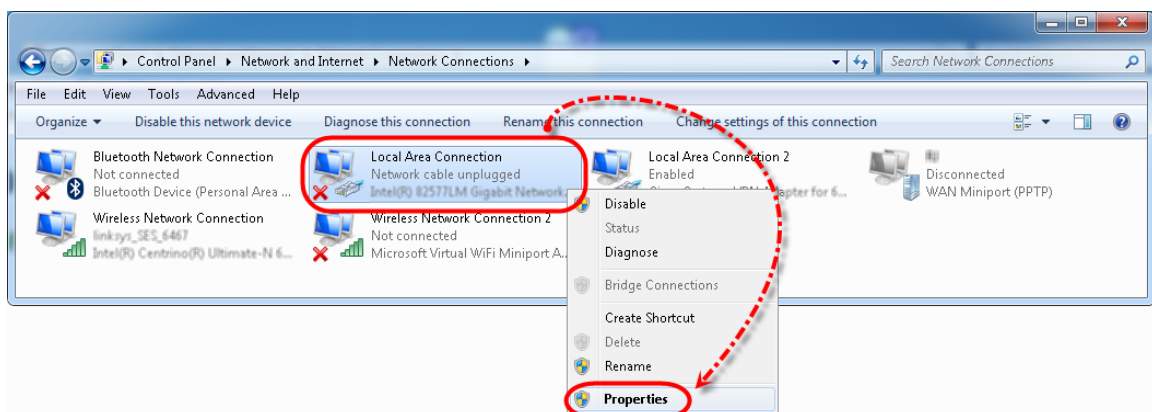 Control Panel ▸ Network and Internet ▸ Network Connections ▸
Search Network Connections
File Edit View Tools Advanced Help
Organize Disable this network device Diagnose this connection Rename this connection Change settings of this connection
Bluetooth Network Connection
Not connected
Bluetooth Device (Personal Area ...
Local Area Connection
Network cable unplugged
Intel(R) 82577LM Gigabit Network
Local Area Connection 2
Enabled
Adapter for 6...
Disconnected
WAN Miniport (PPTP)
Wireless Network Connection
linksys_SES_6467
Intel(R) Centrino(R) Ultimate-N 6...
Wireless Network Connection 2
Not connected
Microsoft Virtual WiFi Miniport A...
Disable
Status
Diagnose
Bridge Connections
Create Shortcut
Delete
Rename
Properties